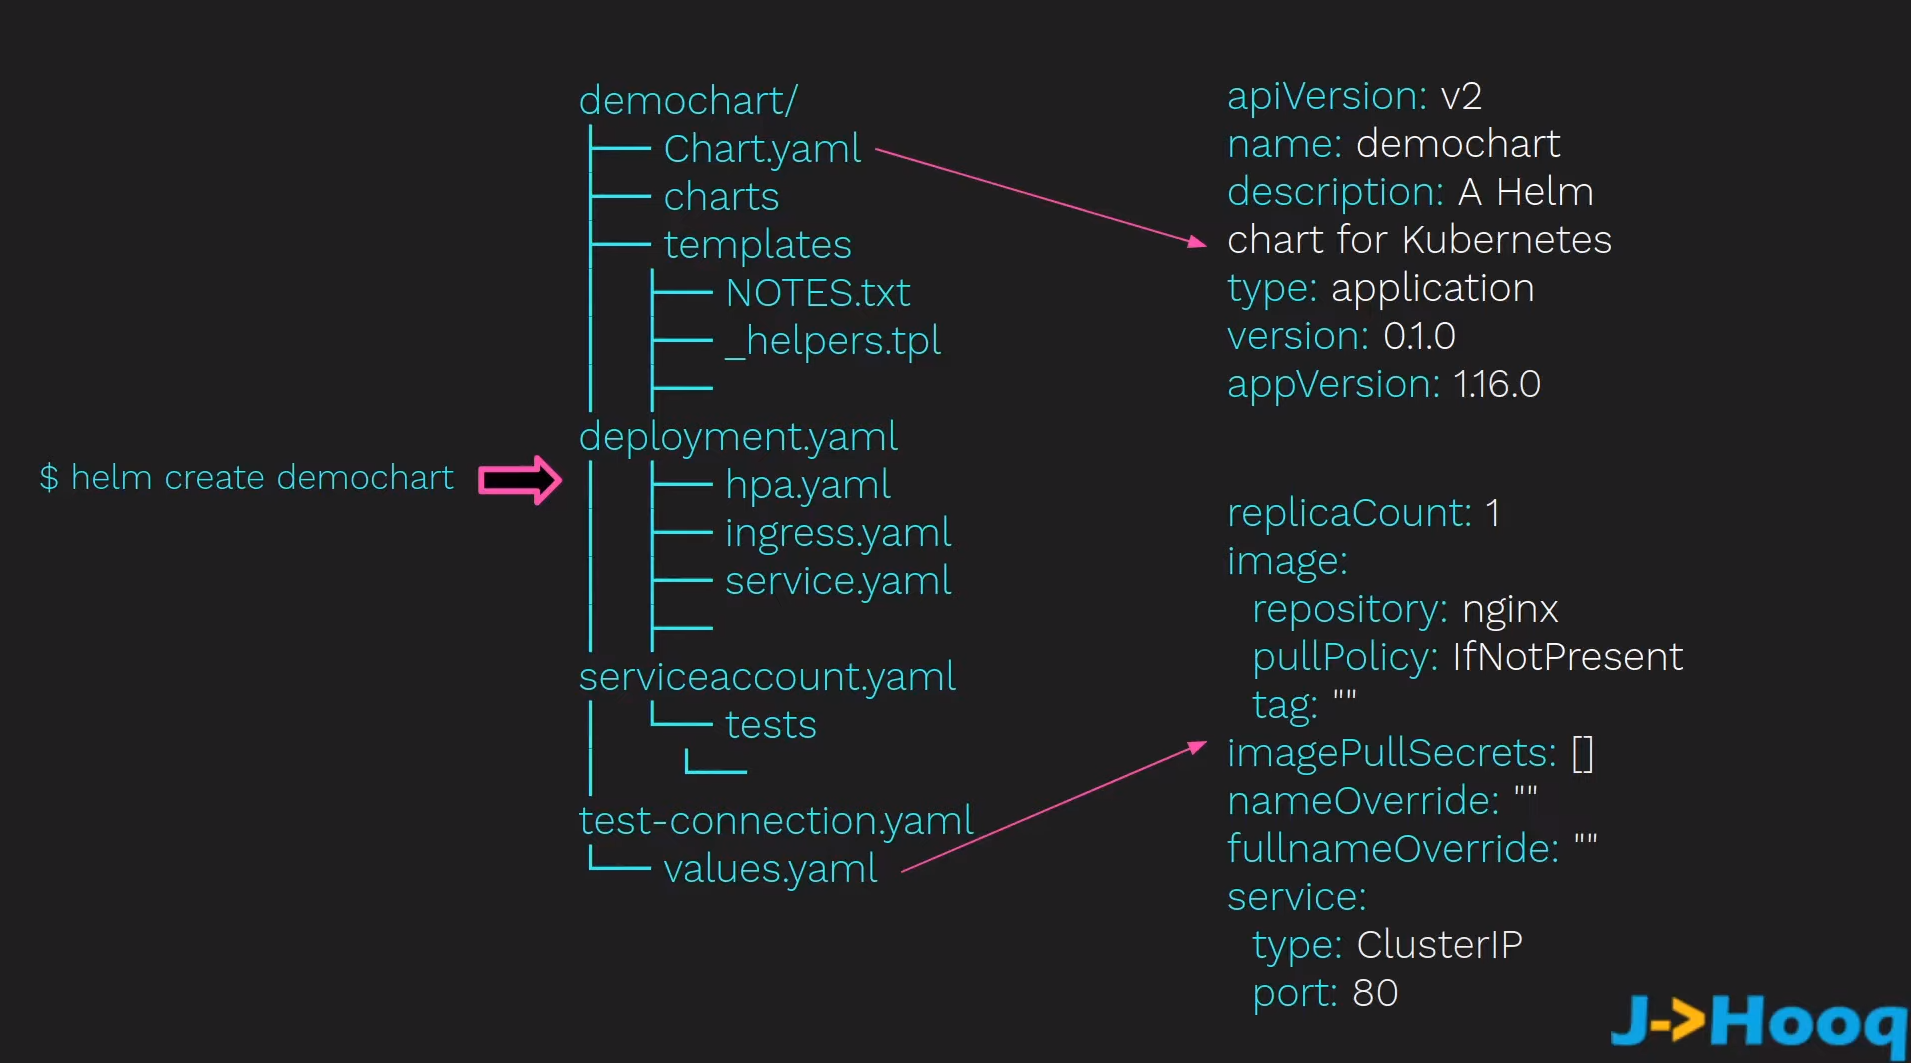 $ helm create demochart
demochart/
├── Chart.yaml
├── charts
├── templates
│   ├── NOTES.txt
│   ├── _helpers.tpl
│   ├──
deployment.yaml
│   ├── hpa.yaml
│   ├── ingress.yaml
│   ├── service.yaml
│   ├──
serviceaccount.yaml
│   └── tests
│       └──
test-connection.yaml
└── values.yaml
apiVersion: v2
name: demochart
description: A Helm
chart for Kubernetes
type: application
version: 0.1.0
appVersion: 1.16.0
replicaCount: 1
image:
  repository: nginx
  pullPolicy: IfNotPresent
  tag: ""
imagePullSecrets: []
nameOverride: ""
fullnameOverride: ""
service:
  type: ClusterIP
  port: 80
J->Hooq